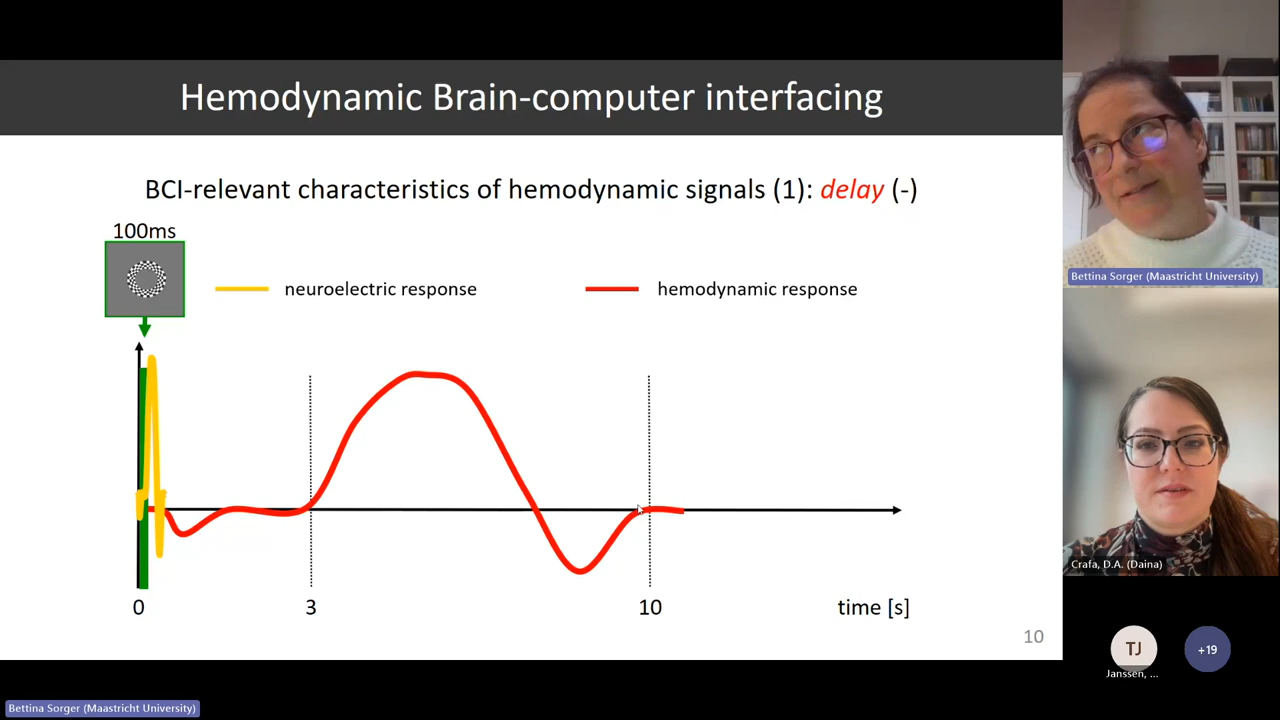 Hemodynamic Brain-computer interfacing
BCI-relevant characteristics of hemodynamic signals (1): delay (-)
100ms
neuroelectric response
hemodynamic response
0
3
10
time [s]
10
Bettina Sorger (Maastricht University)
Bettina Sorger (Maastricht University)
Crafa, D.A. (Daina)
TJ
+19
Janssen, ...